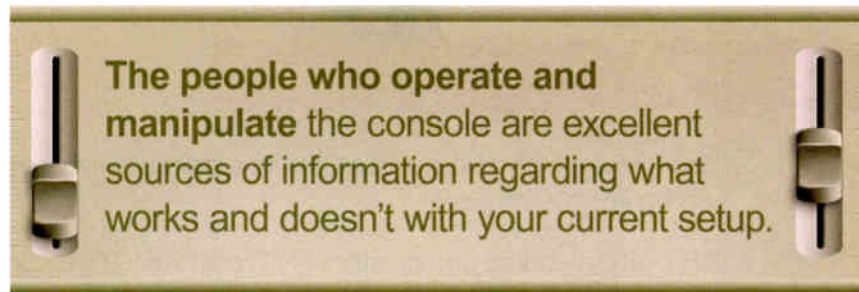 The people who operate and
manipulate the console are excellent
sources of information regarding what
works and doesn't with your current setup.